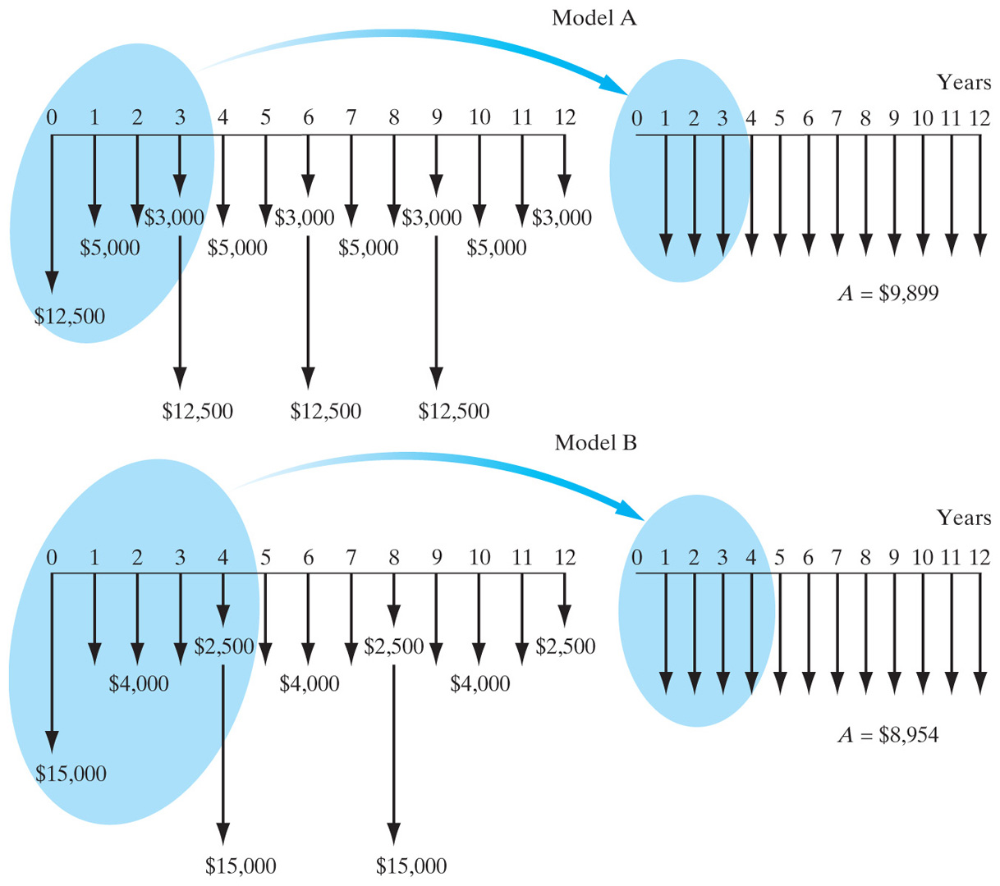 Model A
Years
0 1 2 3 4 5 6 7 8 9 10 11 12
0 1 2 3 4 5 6 7 8 9 10 11 12
$3,000 $3,000 $3,000 $3,000
$5,000 $5,000 $5,000 $5,000
A = $9,899
$12,500
$12,500 $12,500 $12,500
Model B
Years
0 1 2 3 4 5 6 7 8 9 10 11 12
0 1 2 3 4 5 6 7 8 9 10 11 12
$2,500 $2,500 $2,500
$4,000 $4,000 $4,000
A = $8,954
$15,000
$15,000 $15,000